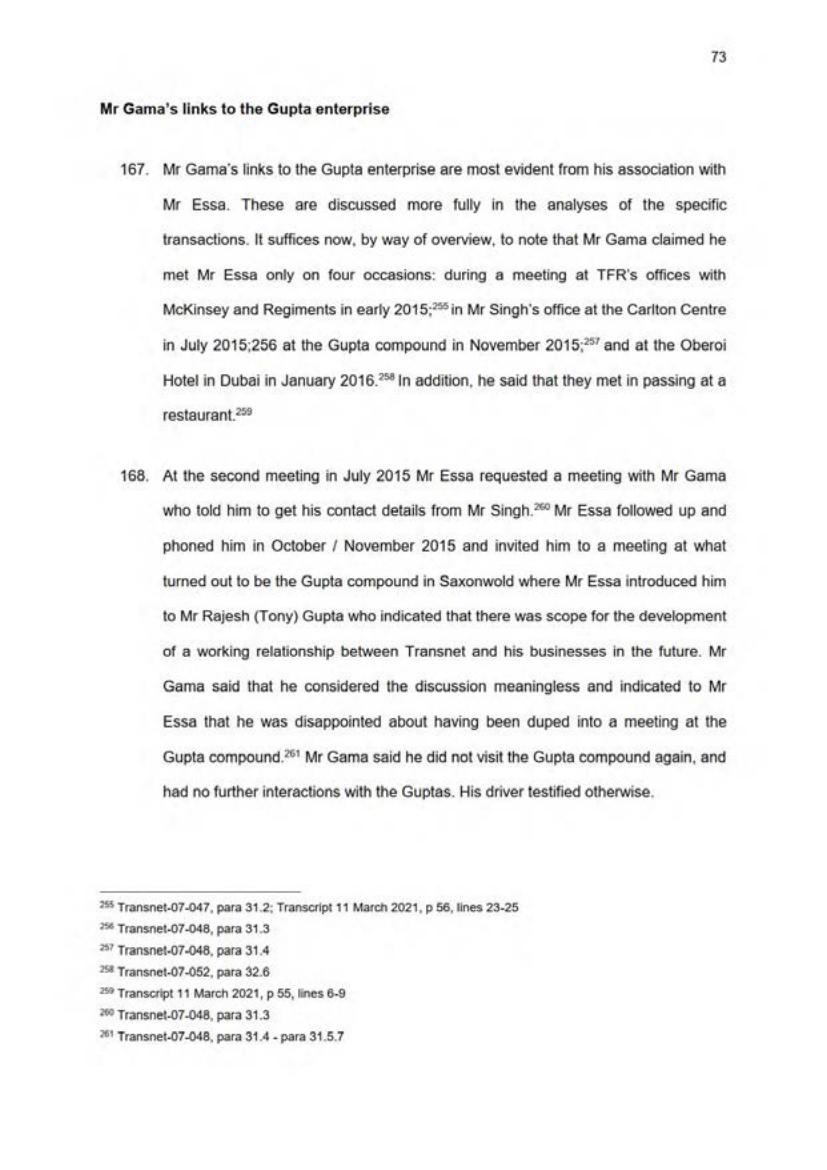 73
Mr Gama's links to the Gupta enterprise
167. Mr Gama's links to the Gupta enterprise are most evident from his association with
Mr Essa. These are discussed more fully in the analyses of the specific
transactions. It suffices now, by way of overview, to note that Mr Gama claimed he
met Mr Essa only on four occasions: during a meeting at TFR's offices with
McKinsey and Regiments in early 2015;255 in Mr Singh's office at the Carlton Centre
in July 2015;256 at the Gupta compound in November 2015;257 and at the Oberoi
Hotel in Dubai in January 2016.258 In addition, he said that they met in passing at a
restaurant.259
168. At the second meeting in July 2015 Mr Essa requested a meeting with Mr Gama
who told him to get his contact details from Mr Singh.260 Mr Essa followed up and
phoned him in October / November 2015 and invited him to a meeting at what
turned out to be the Gupta compound in Saxonwold where Mr Essa introduced him
to Mr Rajesh (Tony) Gupta who indicated that there was scope for the development
of a working relationship between Transnet and his businesses in the future. Mr
Gama said that he considered the discussion meaningless and indicated to Mr
Essa that he was disappointed about having been duped into a meeting at the
Gupta compound.261 Mr Gama said he did not visit the Gupta compound again, and
had no further interactions with the Guptas. His driver testified otherwise.
255 Transnet-07-047, para 31.2; Transcript 11 March 2021, p 56, lines 23-25
256 Transnet-07-048, para 31.3
257 Transnet-07-048, para 31.4
258 Transnet-07-052, para 32.6
259 Transcript 11 March 2021, p 55, lines 6-9
260 Transnet-07-048, para 31.3
261 Transnet-07-048, para 31.4 - para 31.5.7